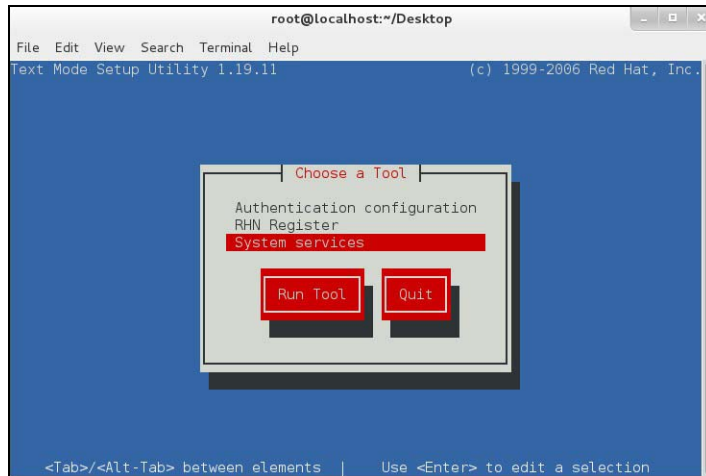 root@localhost:~/Desktop
File Edit View Search Terminal Help
Text Mode Setup Utility 1.19.11 (c) 1999-2006 Red Hat, Inc.
Choose a Tool
Authentication configuration
RHN Register
System services
Run Tool Quit
<Tab>/<Alt-Tab> between elements | Use <Enter> to edit a selection